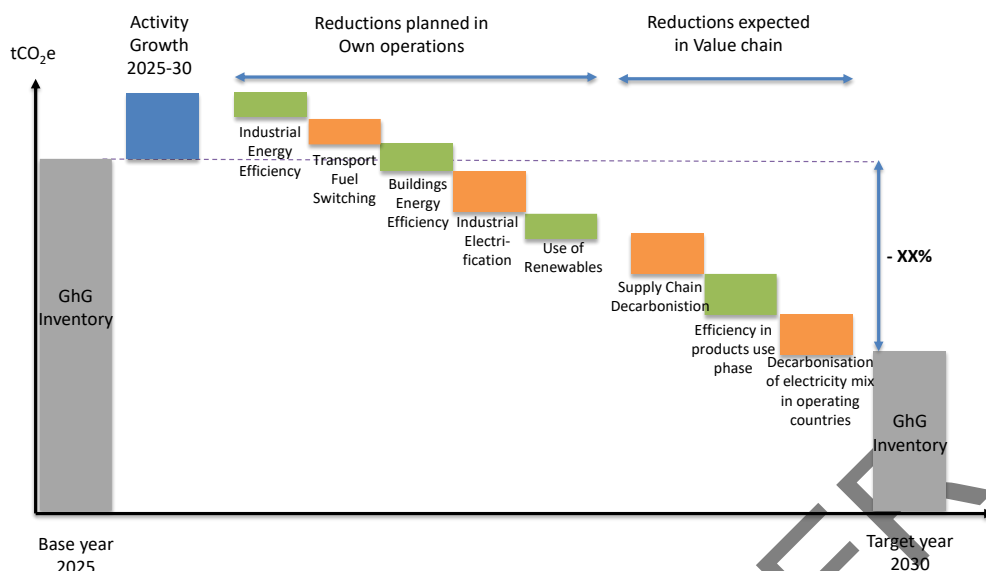 Activity
Growth
2025-30
Reductions planned in
Own operations
Reductions expected
in Value chain
tCO₂e
Industrial
Energy
Efficiency
Transport
Fuel
Switching
Buildings
Energy
Efficiency
Industrial
Electri-
fication
Use of
Renewables
Supply Chain
Decarbonistion
Efficiency in
products use
phase
Decarbonisation
of electricity mix
in operating
countries
- XX%
GhG
Inventory
GhG
Inventory
Base year
2025
Target year
2030